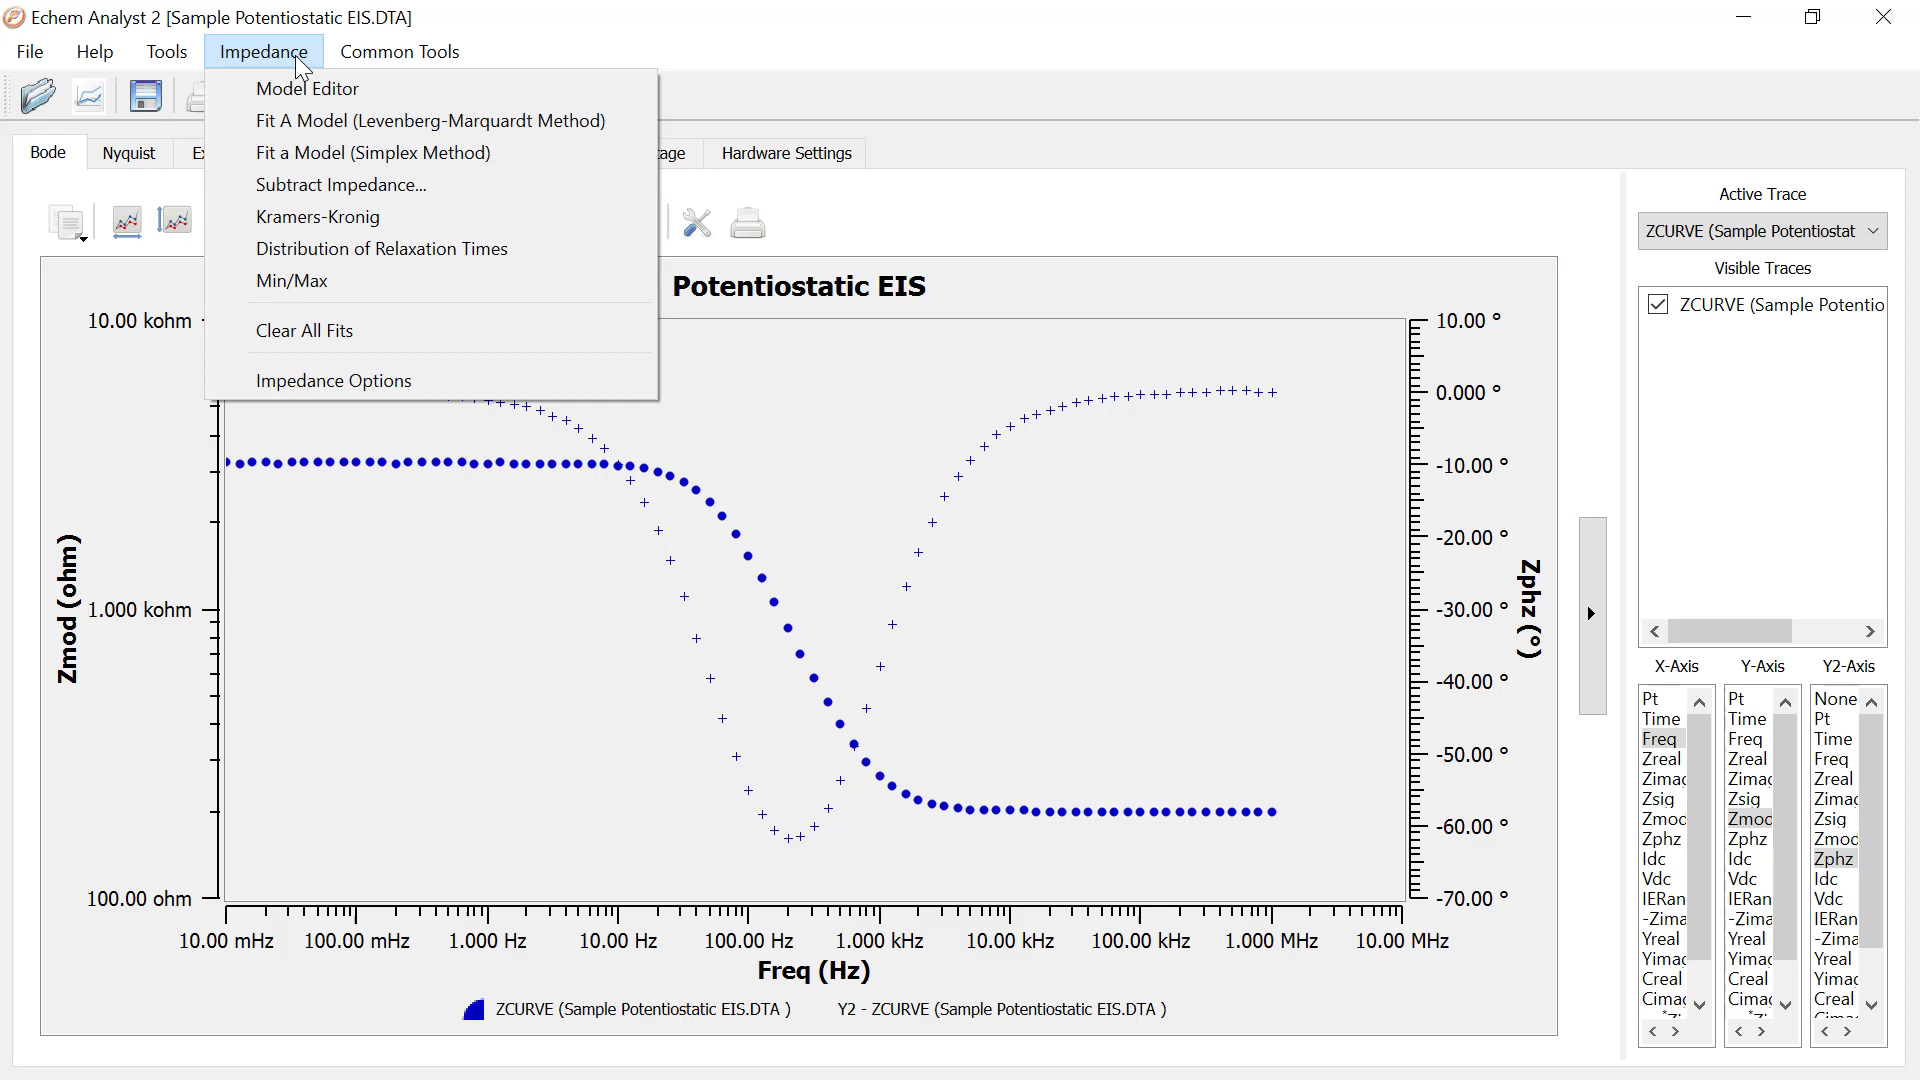 Echem Analyst 2 [Sample Potentiostatic EIS.DTA]
File Help Tools Impedance Common Tools
Model Editor
Fit A Model (Levenberg-Marquardt Method)
Fit a Model (Simplex Method)
Subtract Impedance...
Kramers-Kronig
Distribution of Relaxation Times
Min/Max
Clear All Fits
Impedance Options
Bode Nyquist Hardware Settings
Potentiostatic EIS
Zmod (ohm)
10.00 kohm
1.000 kohm
100.00 ohm
10.00 °
0.000 °
-10.00 °
-20.00 °
-30.00 °
-40.00 °
-50.00 °
-60.00 °
-70.00 °
Zphz (°)
10.00 mHz 100.00 mHz 1.000 Hz 10.00 Hz 100.00 Hz 1.000 kHz 10.00 kHz 100.00 kHz 1.000 MHz 10.00 MHz
Freq (Hz)
ZCURVE (Sample Potentiostatic EIS.DTA ) Y2 - ZCURVE (Sample Potentiostatic EIS.DTA )
Active Trace
ZCURVE (Sample Potentiostat
Visible Traces
ZCURVE (Sample Potentio
X-Axis Y-Axis Y2-Axis
Pt Pt None
Time Time Pt
Freq Freq Time
Zreal Zreal Freq
Zimag Zimag Zreal
Zsig Zsig Zimag
Zmod Zmod Zsig
Zphz Zphz Zmod
Idc Idc Zphz
Vdc Vdc Idc
IERan IERan Vdc
-Zima -Zima IERan
Yreal Yreal -Zima
Yimag Yimag Yreal
Creal Creal Yimag
Cimag Cimag Creal